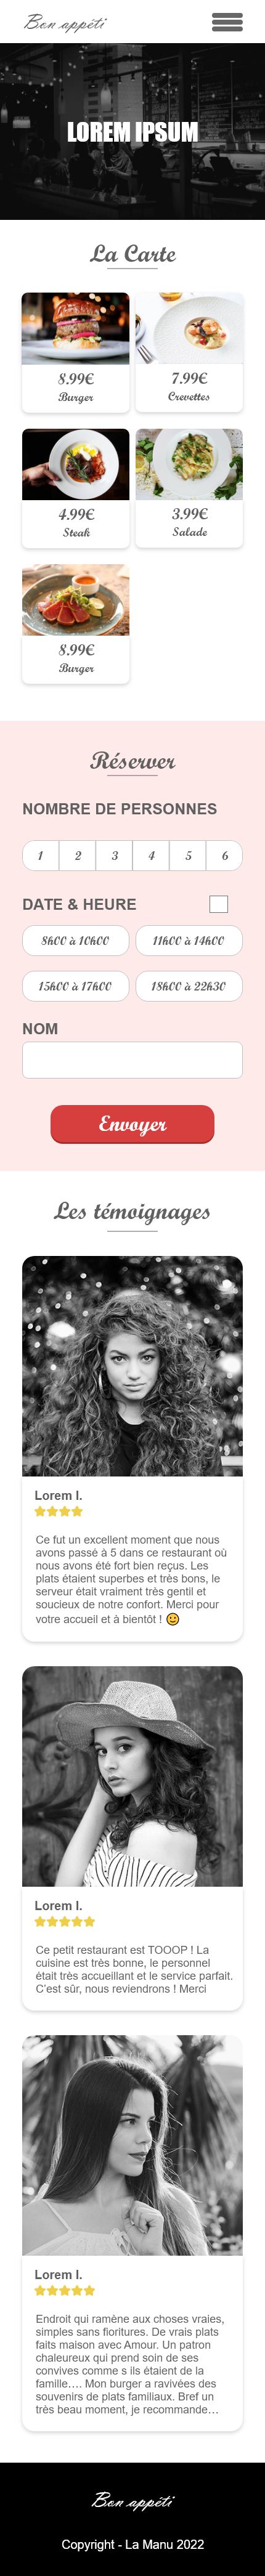 Bon appéti
LOREM IPSUM
La Carte
8.99€
Burger
7.99€
Crevettes
4.99€
Steak
3.99€
Salade
8.99€
Burger
Réserver
NOMBRE DE PERSONNES
1 2 3 4 5 6
DATE & HEURE
8h00 à 10h00 11h00 à 14h00
15h00 à 17h00 18h00 à 22h30
NOM
Envoyer
Les témoignages
Lorem I.
Ce fut un excellent moment que nous
avons passé à 5 dans ce restaurant où
nous avons été fort bien reçus. Les
plats étaient superbes et très bons, le
serveur était vraiment très gentil et
soucieux de notre confort. Merci pour
votre accueil et à bientôt !
Lorem I.
Ce petit restaurant est TOOOP ! La
cuisine est très bonne, le personnel
était très accueillant et le service parfait.
C'est sûr, nous reviendrons ! Merci
Lorem I.
Endroit qui ramène aux choses vraies,
simples sans fioritures. De vrais plats
faits maison avec Amour. Un patron
chaleureux qui prend soin de ses
convives comme s ils étaient de la
famille…. Mon burger a ravivées des
souvenirs de plats familiaux. Bref un
très beau moment, je recommande…
Bon appéti
Copyright - La Manu 2022